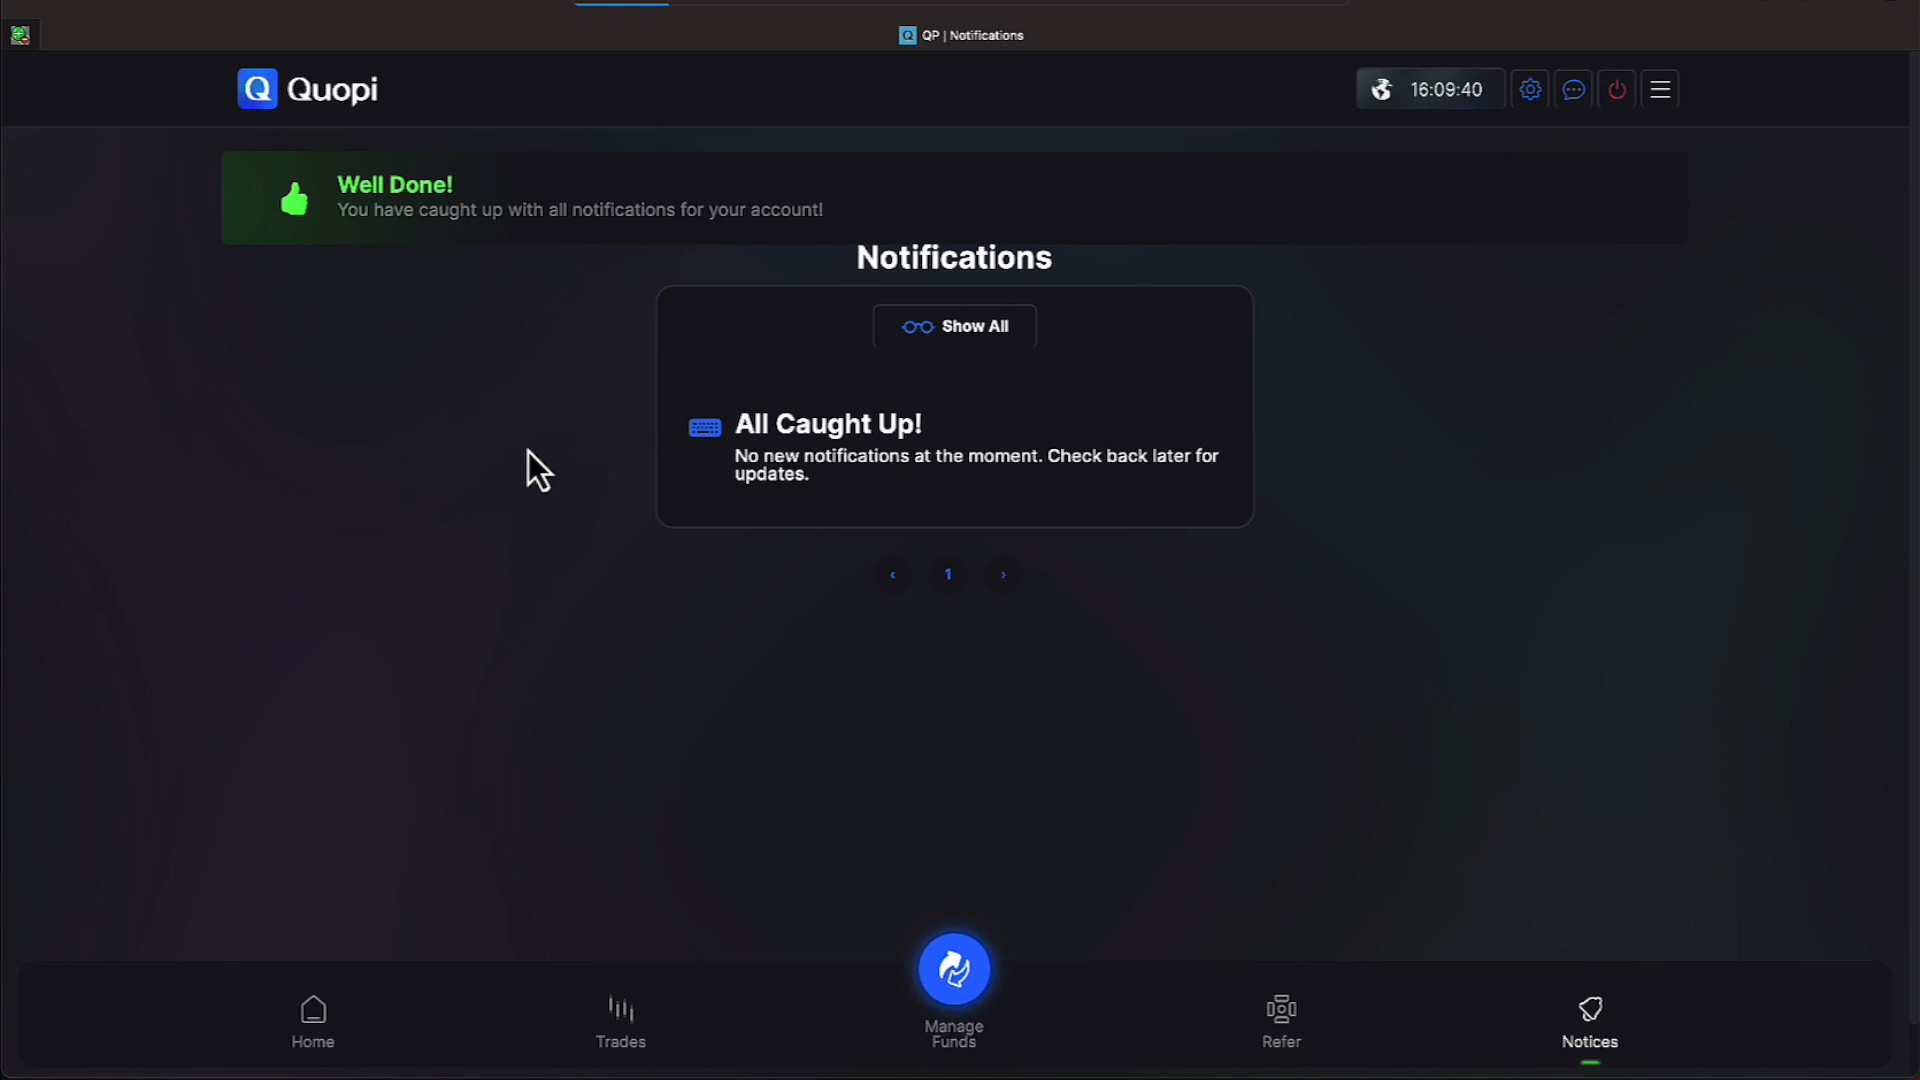 QP | Notifications
Quopi
16:09:40
Well Done!
You have caught up with all notifications for your account!
Notifications
Show All
All Caught Up!
No new notifications at the moment. Check back later for
updates.
‹ 1 ›
Home
Trades
Manage
Funds
Refer
Notices